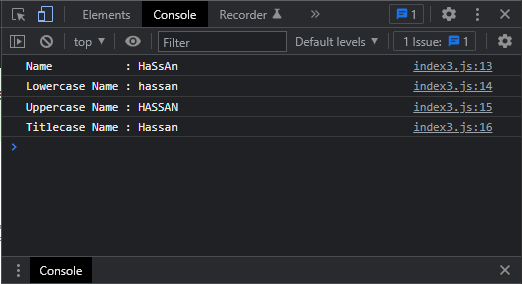 Elements Console Recorder 1
top Filter Default levels 1 Issue: 1
Name : HaSsAn index3.js:13
Lowercase Name : hassan index3.js:14
Uppercase Name : HASSAN index3.js:15
Titlecase Name : Hassan index3.js:16
Console